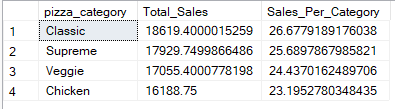 pizza_category Total_Sales Sales_Per_Category
1 Classic 18619.4000015259 26.6779189176038
2 Supreme 17929.7499866486 25.6897867985821
3 Veggie 17055.4000778198 24.4370162489706
4 Chicken 16188.75 23.1952780348435